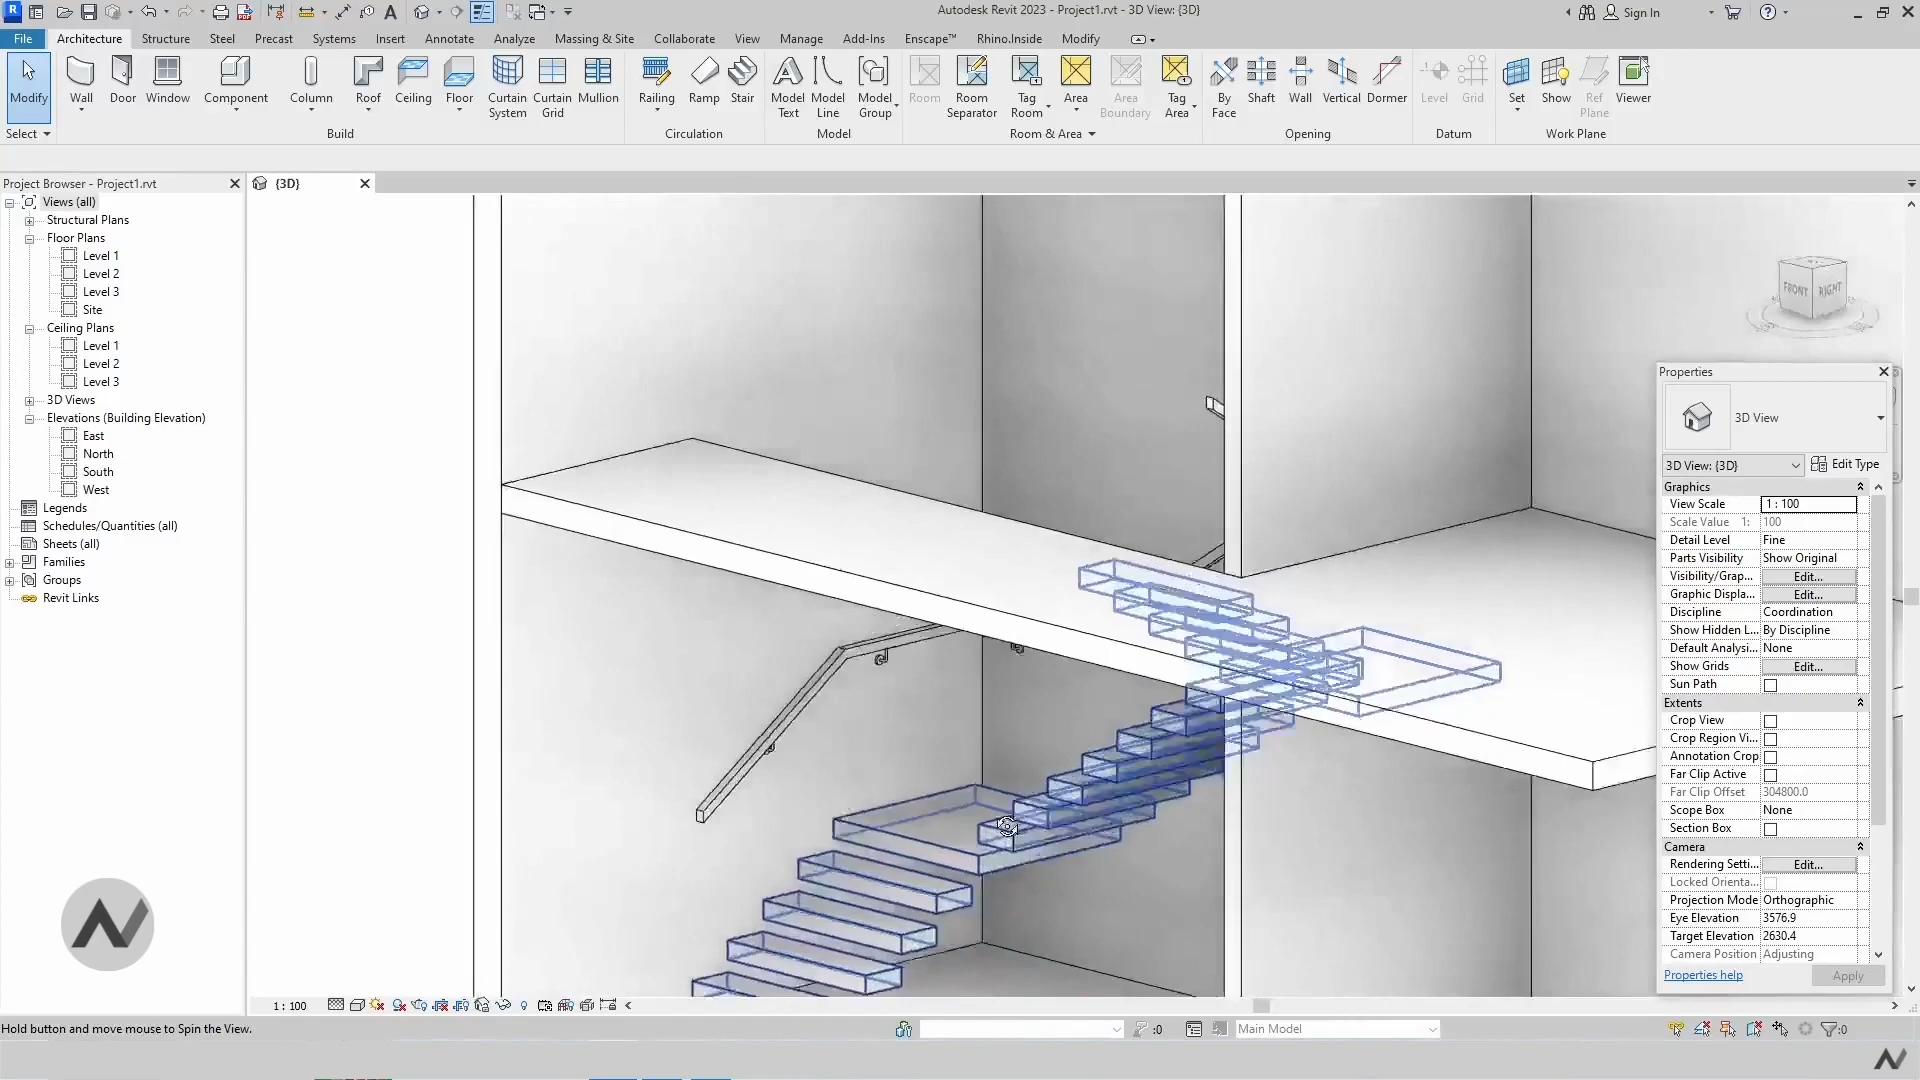 Autodesk Revit 2023 - Project1.rvt - 3D View: {3D}
Sign In
File Architecture Structure Steel Precast Systems Insert Annotate Analyze Massing & Site Collaborate View Manage Add-Ins Enscape™ Rhino.Inside Modify
Modify Wall Door Window Component Column Roof Ceiling Floor Curtain System Curtain Grid Mullion Railing Ramp Stair Model Text Model Line Model Group Room Room Separator Tag Room Area Area Boundary Tag Area By Face Shaft Wall Vertical Dormer Level Grid Set Show Ref Plane Viewer
Select Build Circulation Model Room & Area Opening Datum Work Plane
Project Browser - Project1.rvt
{3D}
Views (all)
Structural Plans
Floor Plans
Level 1
Level 2
Level 3
Site
Ceiling Plans
Level 1
Level 2
Level 3
3D Views
Elevations (Building Elevation)
East
North
South
West
Legends
Schedules/Quantities (all)
Sheets (all)
Families
Groups
Revit Links
FRONT RIGHT
Properties
3D View
3D View: {3D} Edit Type
Graphics
View Scale 1 : 100
Scale Value 1: 100
Detail Level Fine
Parts Visibility Show Original
Visibility/Grap... Edit...
Graphic Displa... Edit...
Discipline Coordination
Show Hidden L... By Discipline
Default Analysi... None
Show Grids Edit...
Sun Path
Extents
Crop View
Crop Region Vi...
Annotation Crop
Far Clip Active
Far Clip Offset 304800.0
Scope Box None
Section Box
Camera
Rendering Setti... Edit...
Locked Orienta...
Projection Mode Orthographic
Eye Elevation 3576.9
Target Elevation 2630.4
Camera Position Adjusting
Properties help Apply
1 : 100
Hold button and move mouse to Spin the View.
:0
Main Model
:0